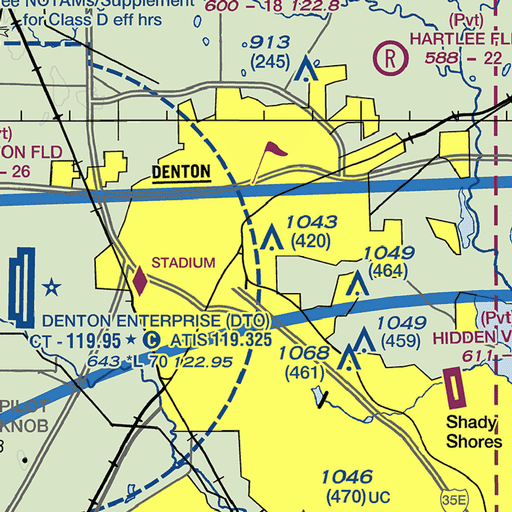 ee NOTAMs/Supplement
for Class D eff hrs
600 - 18 122.8
(Pvt)
HARTLEE FL
588 - 22
R
913
(245)
vt)
ON FLD
- 26
DENTON
1043
(420)
STADIUM
1049
(464)
DENTON ENTERPRISE (DTO)
CT - 119.95 ★ C ATIS 119.325
643 *L 70 122.95
1049
(459)
(Pvt)
HIDDEN V
611
1068
(461)
PILOT
KNOB
3
Shady
Shores
1046
(470) UC
35E